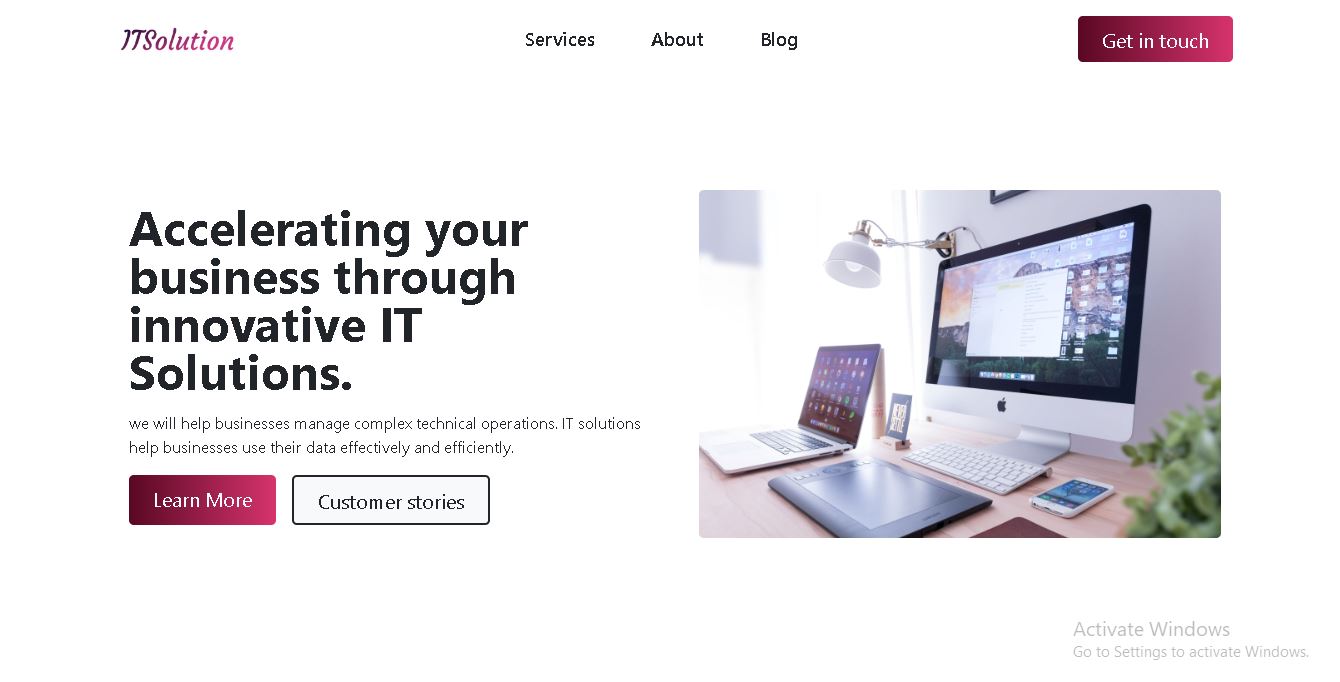 ITSolution
Services
About
Blog
Get in touch
Accelerating your
business through
innovative IT
Solutions.
we will help businesses manage complex technical operations. IT solutions
help businesses use their data effectively and efficiently.
Learn More
Customer stories
Activate Windows
Go to Settings to activate Windows.